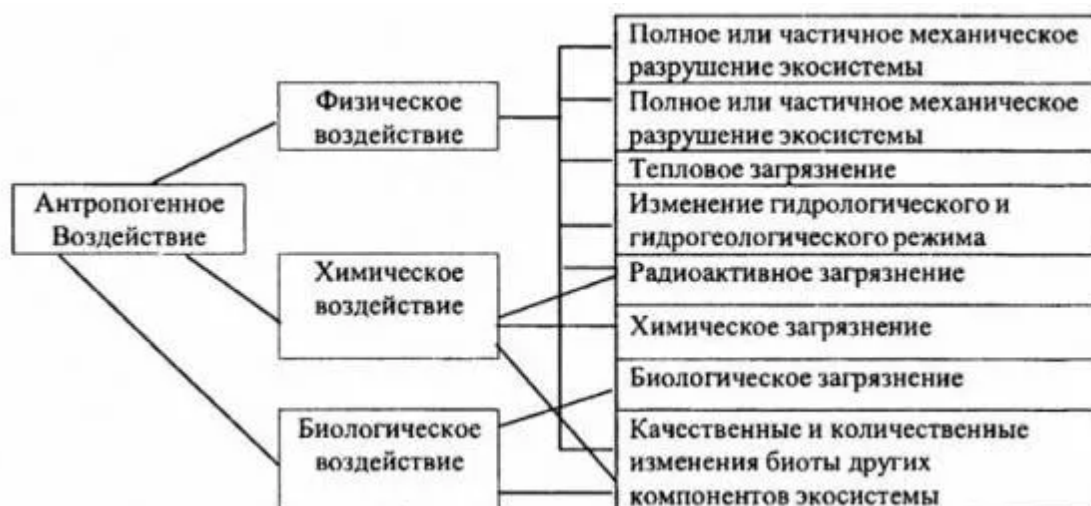 Антропогенное
Воздействие
Физическое
воздействие
Химическое
воздействие
Биологическое
воздействие
Полное или частичное механическое
разрушение экосистемы
Полное или частичное механическое
разрушение экосистемы
Тепловое загрязнение
Изменение гидрологического и
гидрогеологического режима
Радиоактивное загрязнение
Химическое загрязнение
Биологическое загрязнение
Качественные и количественные
изменения биоты других
компонентов экосистемы